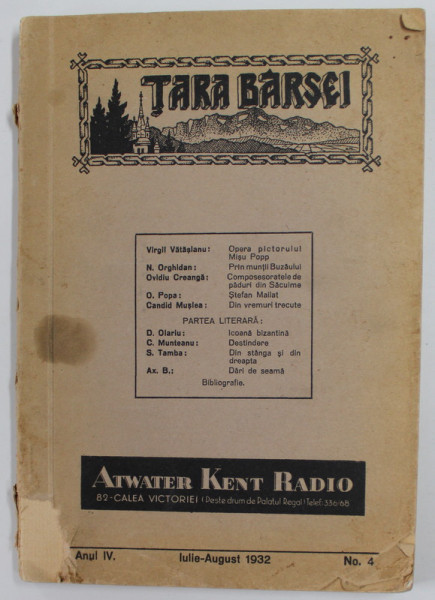 ȚARA BÂRSEI
Virgil Vătășianu: Opera pictorului
Mișu Popp
N. Orghidan: Prin munții Buzăului
Ovidiu Creangă: Composesoratele de
păduri din Săcuime
O. Popa: Ștefan Mailat
Candid Mușlea: Din vremuri trecute
PARTEA LITERARĂ:
D. Olariu: Icoană bizantină
C. Munteanu: Destindere
S. Tamba: Din stânga și din
dreapta
Ax. B.: Dări de seamă
Bibliografie.
ATWATER KENT RADIO
82-CALEA VICTORIEI (Peste drum de Palatul Regal) Telef. 336/68
Anul IV. Iulie-August 1932 No. 4